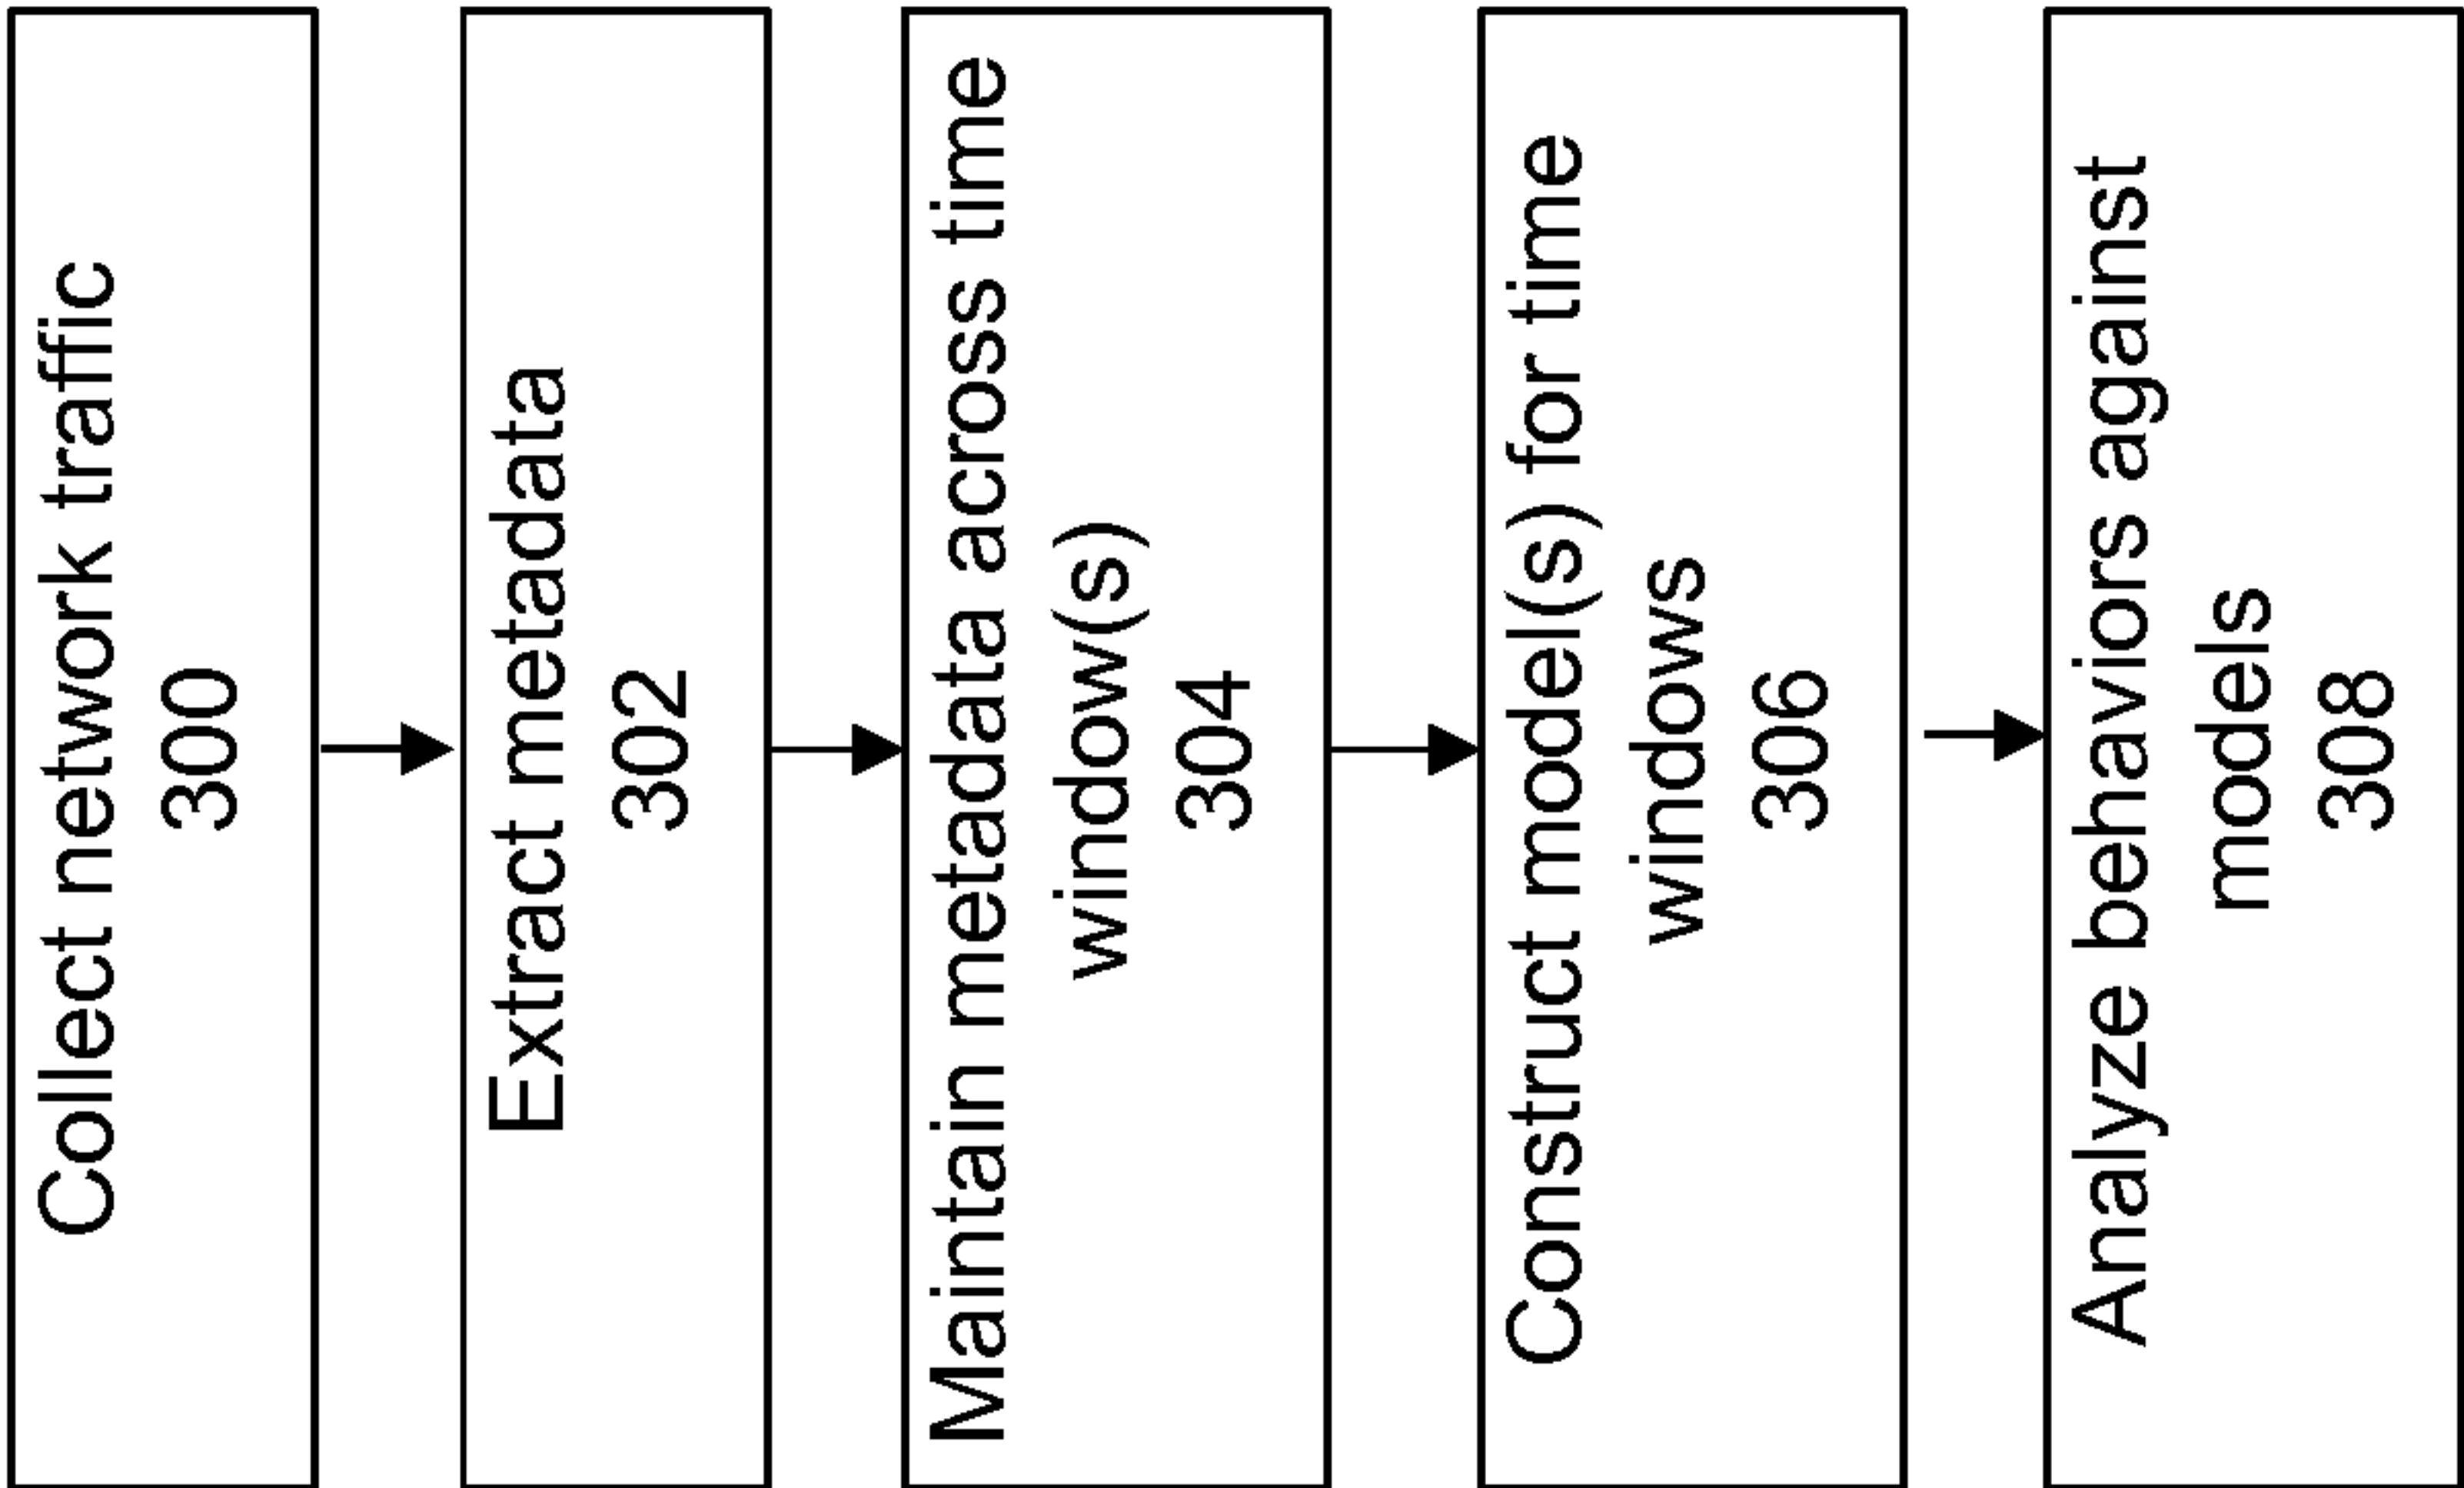 Collect network traffic
300
Extract metadata
302
Maintain metadata across time
window(s)
304
Construct model(s) for time
windows
306
Analyze behaviors against
models
308